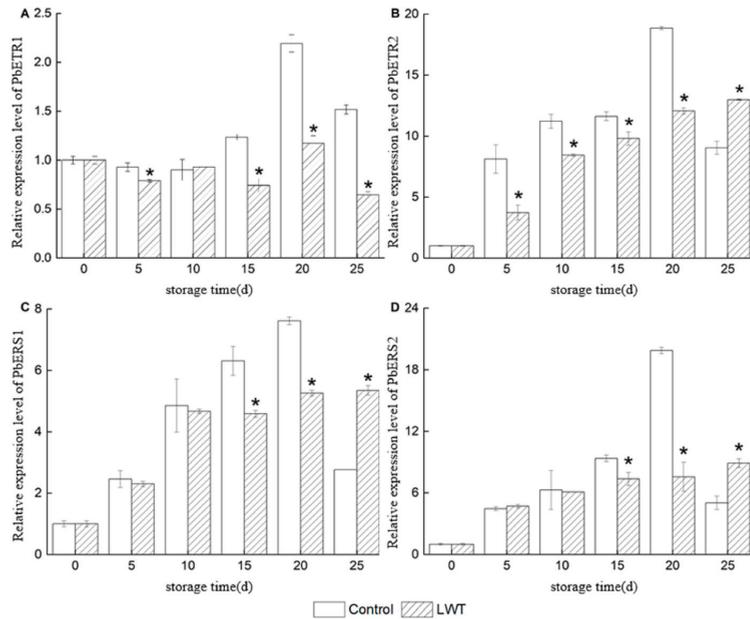 A
Relative expression level of PbETR1
2.5
2.0
1.5
1.0
0.5
0.0
* * * *
0 5 10 15 20 25
storage time(d)
B
Relative expression level of PbETR2
20
15
10
5
0
* * * * *
0 5 10 15 20 25
storage time(d)
C
Relative expression level of PbERS1
8
6
4
2
0
* * *
0 5 10 15 20 25
storage time(d)
D
Relative expression level of PbERS2
24
18
12
6
0
* * *
0 5 10 15 20 25
storage time(d)
Control LWT